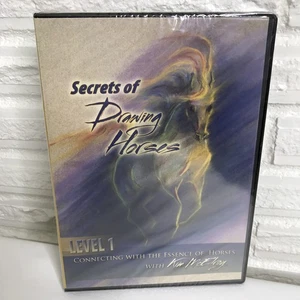 Secrets of
Drawing
Horses
LEVEL 1
CONNECTING WITH THE ESSENCE OF HORSES
WITH